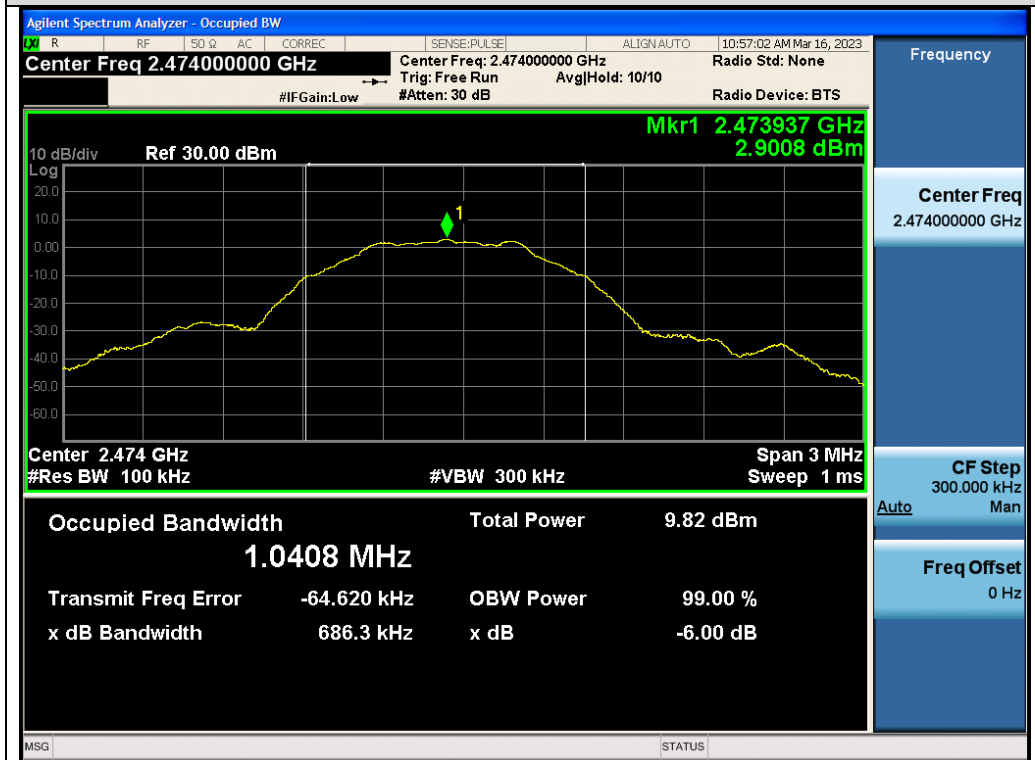 Agilent Spectrum Analyzer - Occupied BW
LXI R RF 50 Ω AC CORREC SENSE:PULSE ALIGN AUTO 10:57:02 AM Mar 16, 2023
Center Freq 2.474000000 GHz
Center Freq: 2.474000000 GHz
Radio Std: None
Trig: Free Run Avg|Hold: 10/10
#IFGain:Low
#Atten: 30 dB
Radio Device: BTS
Mkr1 2.473937 GHz
2.9008 dBm
10 dB/div Ref 30.00 dBm
Log
20.0
10.0
0.00
-10.0
-20.0
-30.0
-40.0
-50.0
-60.0
1
Center 2.474 GHz Span 3 MHz
#Res BW 100 kHz #VBW 300 kHz Sweep 1 ms
Occupied Bandwidth Total Power 9.82 dBm
1.0408 MHz
Transmit Freq Error -64.620 kHz OBW Power 99.00 %
x dB Bandwidth 686.3 kHz x dB -6.00 dB
Frequency
Center Freq
2.474000000 GHz
CF Step
300.000 kHz
Auto Man
Freq Offset
0 Hz
MSG STATUS